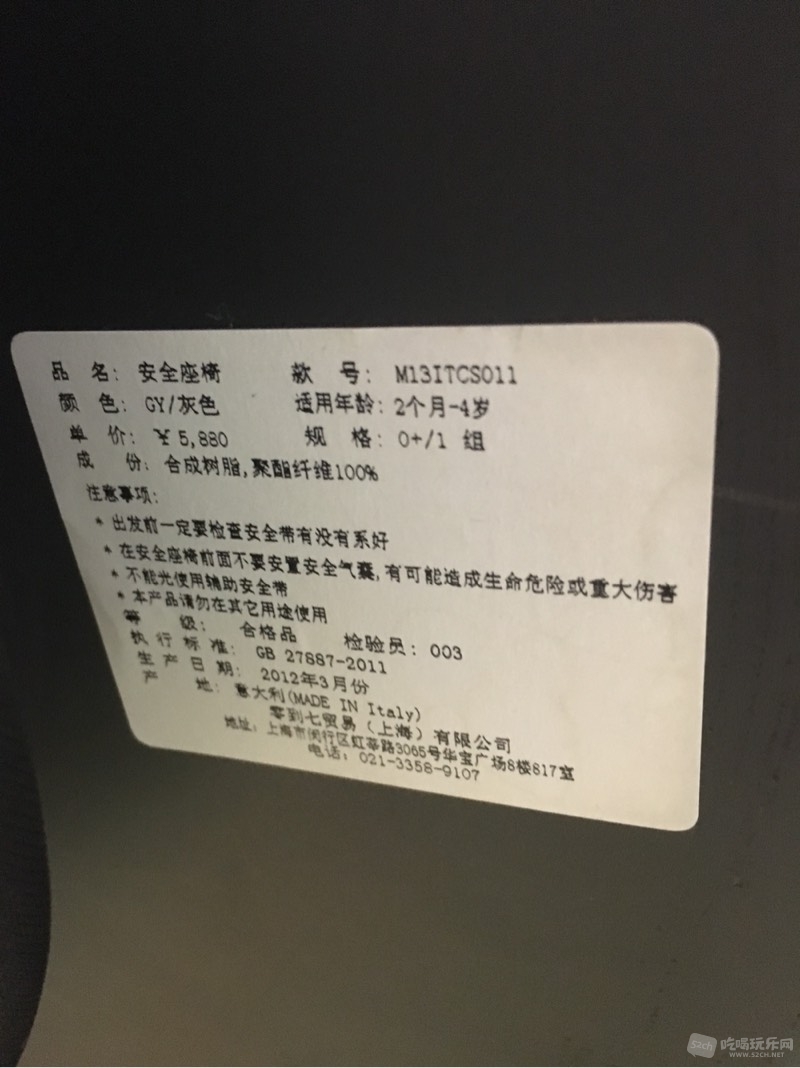 品 名: 安全座椅 款 号: M13ITCS011
颜 色: GY/灰色 适用年龄: 2个月-4岁
单 价: ¥ 5,880 规 格: 0+/1 组
成 份: 合成树脂,聚酯纤维100%
注意事项:
* 出发前一定要检查安全带有没有系好
* 在安全座椅前面不要安置安全气囊,有可能造成生命危险或重大伤害
* 不能光使用辅助安全带
* 本产品请勿在其它用途使用
等 级: 合格品 检验员: 003
执行标准: GB 27887-2011
生产日期: 2012年3月份
产 地: 意大利(MADE IN Italy)
零到七贸易(上海)有限公司
地址: 上海市闵行区虹莘路3065号华宝广场8楼817室
电话: 021-3358-9107
52ch 吃喝玩乐网
WWW.52CH.NET